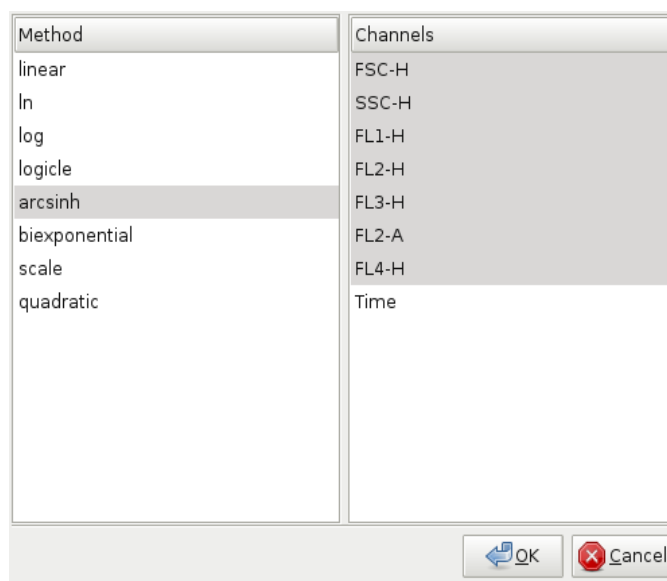 Method
linear
ln
log
logicle
arcsinh
biexponential
scale
quadratic
Channels
FSC-H
SSC-H
FL1-H
FL2-H
FL3-H
FL2-A
FL4-H
Time
OK
Cancel